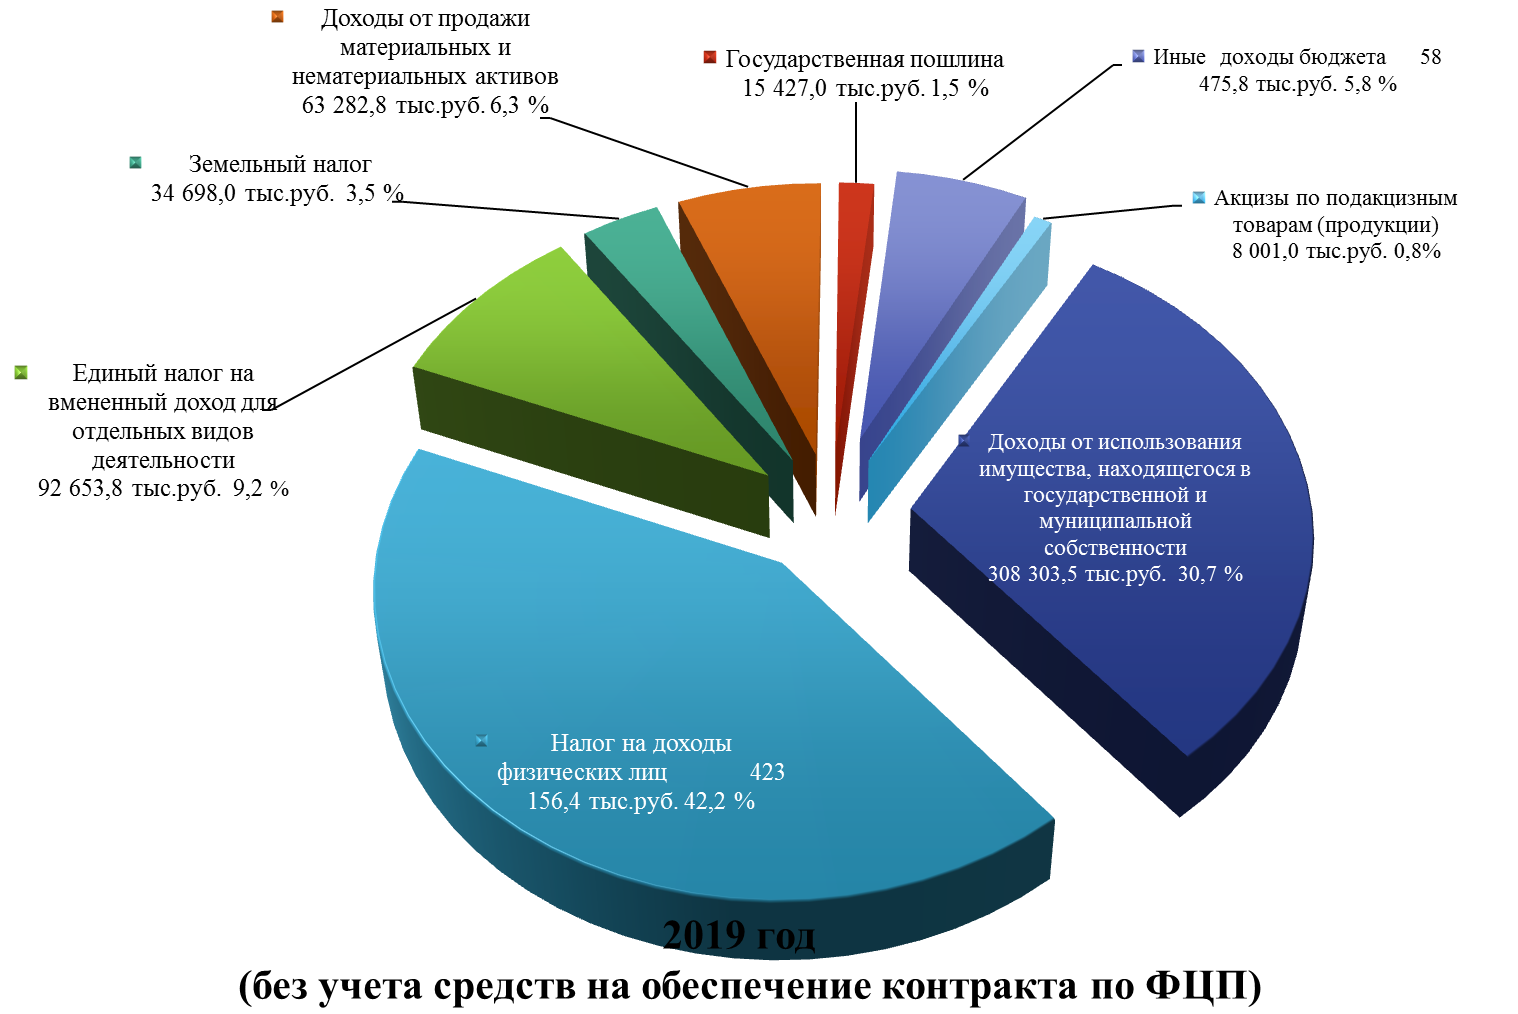 Доходы от продажи
материальных и
нематериальных активов
63 282,8 тыс.руб. 6,3 %
Государственная пошлина
15 427,0 тыс.руб. 1,5 %
Иные доходы бюджета 58
475,8 тыс.руб. 5,8 %
Земельный налог
34 698,0 тыс.руб. 3,5 %
Акцизы по подакцизным
товарам (продукции)
8 001,0 тыс.руб. 0,8%
Единый налог на
вмененный доход для
отдельных видов
деятельности
92 653,8 тыс.руб. 9,2 %
Доходы от использования
имущества, находящегося в
государственной и
муниципальной
собственности
308 303,5 тыс.руб. 30,7 %
Налог на доходы
физических лиц 423
156,4 тыс.руб. 42,2 %
2019 год
(без учета средств на обеспечение контракта по ФЦП)